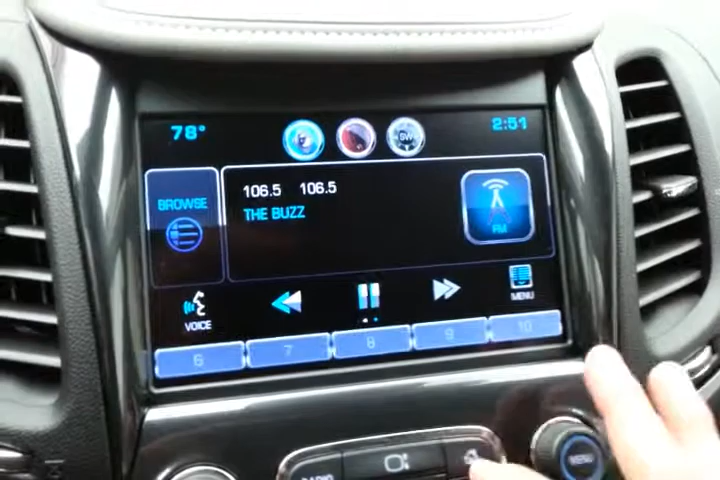 78° 2:51
BROWSE
106.5 106.5
THE BUZZ
FM
VOICE
MENU
6 7 8 9 10
MENU